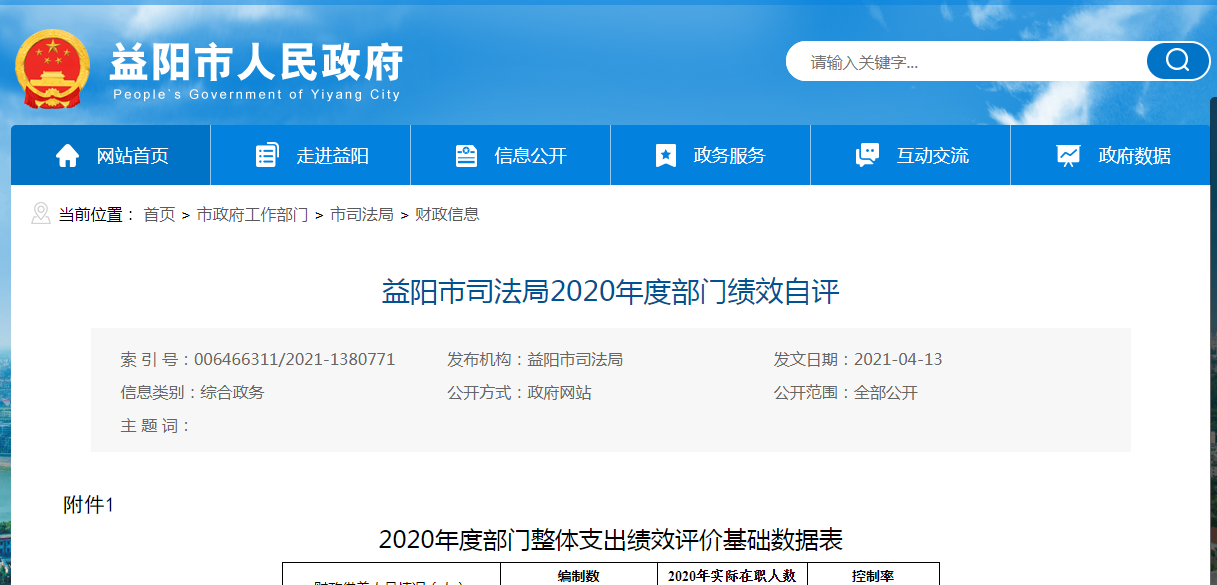 益阳市人民政府
People`s Government of Yiyang City
请输入关键字...
网站首页 走进益阳 信息公开 政务服务 互动交流 政府数据
当前位置： 首页 > 市政府工作部门 > 市司法局 > 财政信息
益阳市司法局2020年度部门绩效自评
索 引 号：006466311/2021-1380771 发布机构：益阳市司法局 发文日期：2021-04-13
信息类别：综合政务 公开方式：政府网站 公开范围：全部公开
主 题 词：
附件1
2020年度部门整体支出绩效评价基础数据表
编制数 2020年实际在职人数 控制率